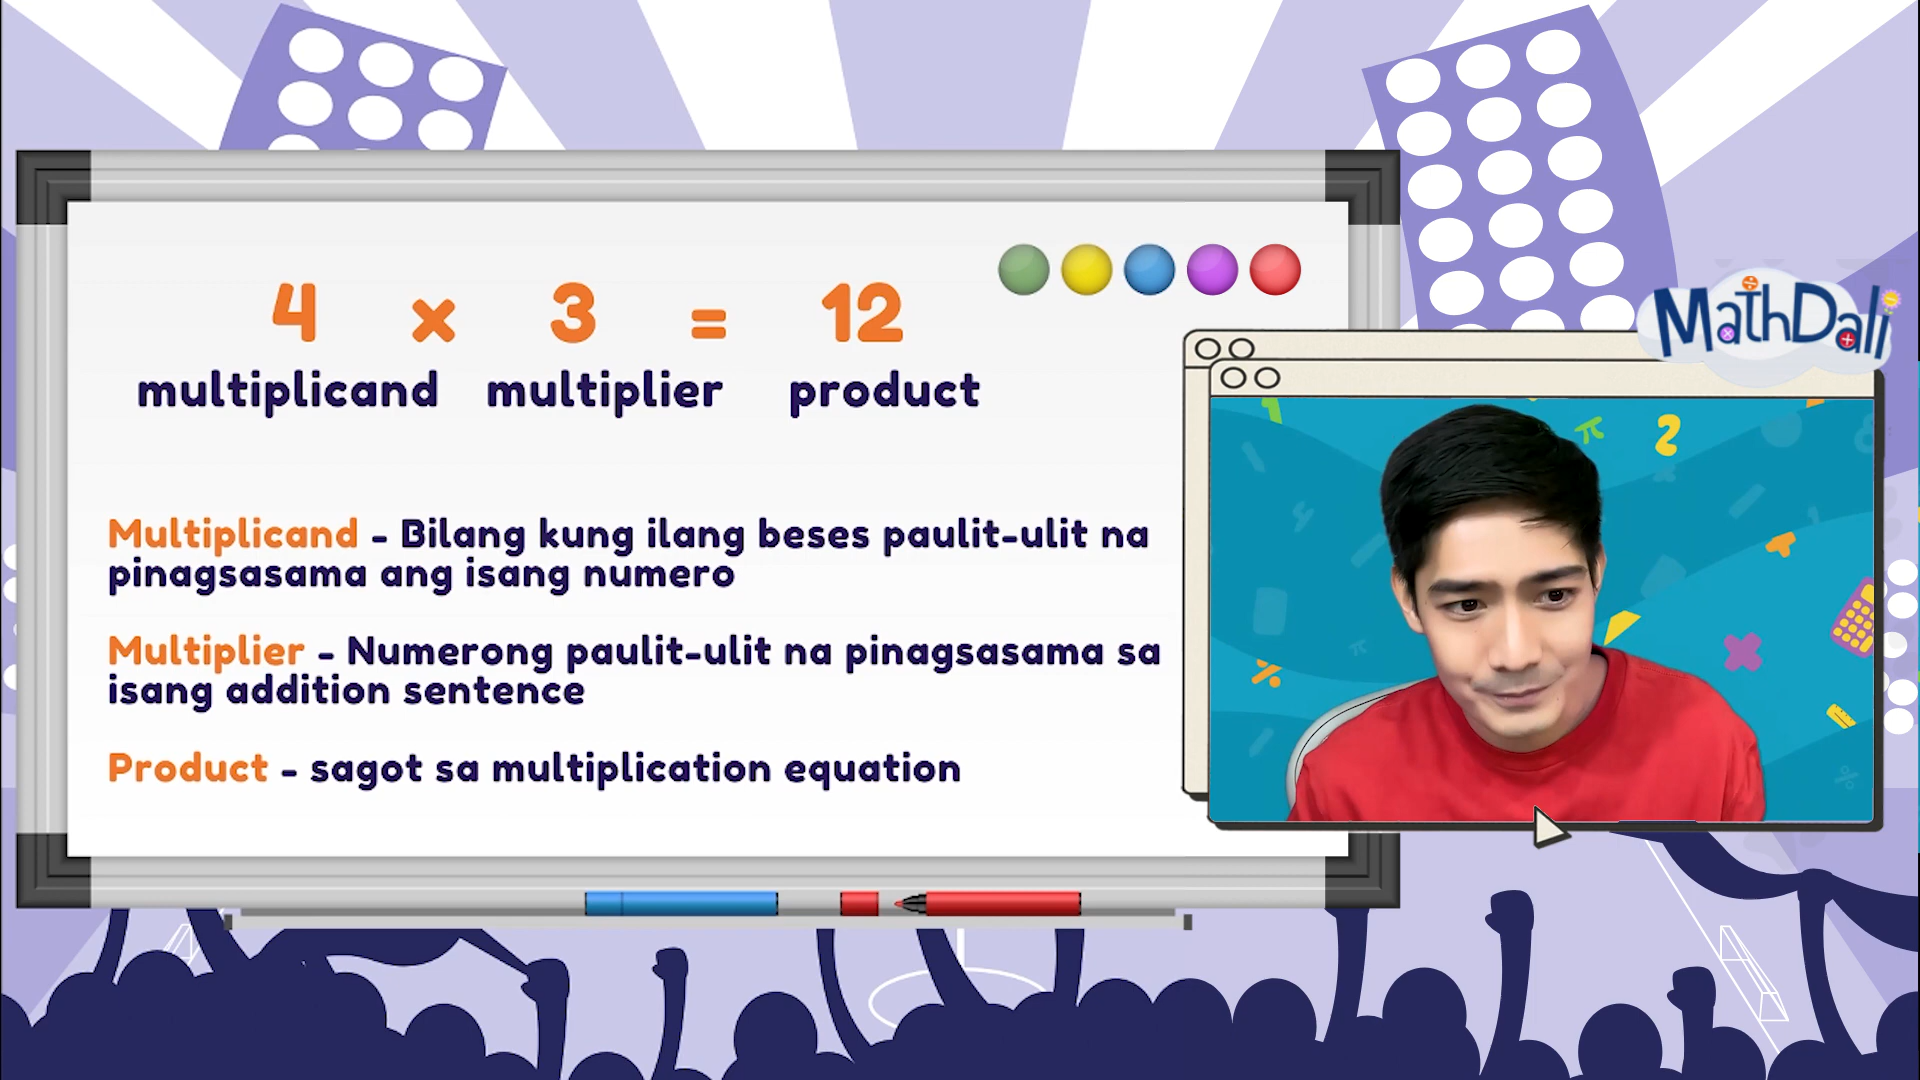 4 × 3 = 12
multiplicand multiplier product
MathDali
π 2
Multiplicand - Bilang kung ilang beses paulit-ulit na
pinagsasama ang isang numero
Multiplier - Numerong paulit-ulit na pinagsasama sa
isang addition sentence
Product - sagot sa multiplication equation